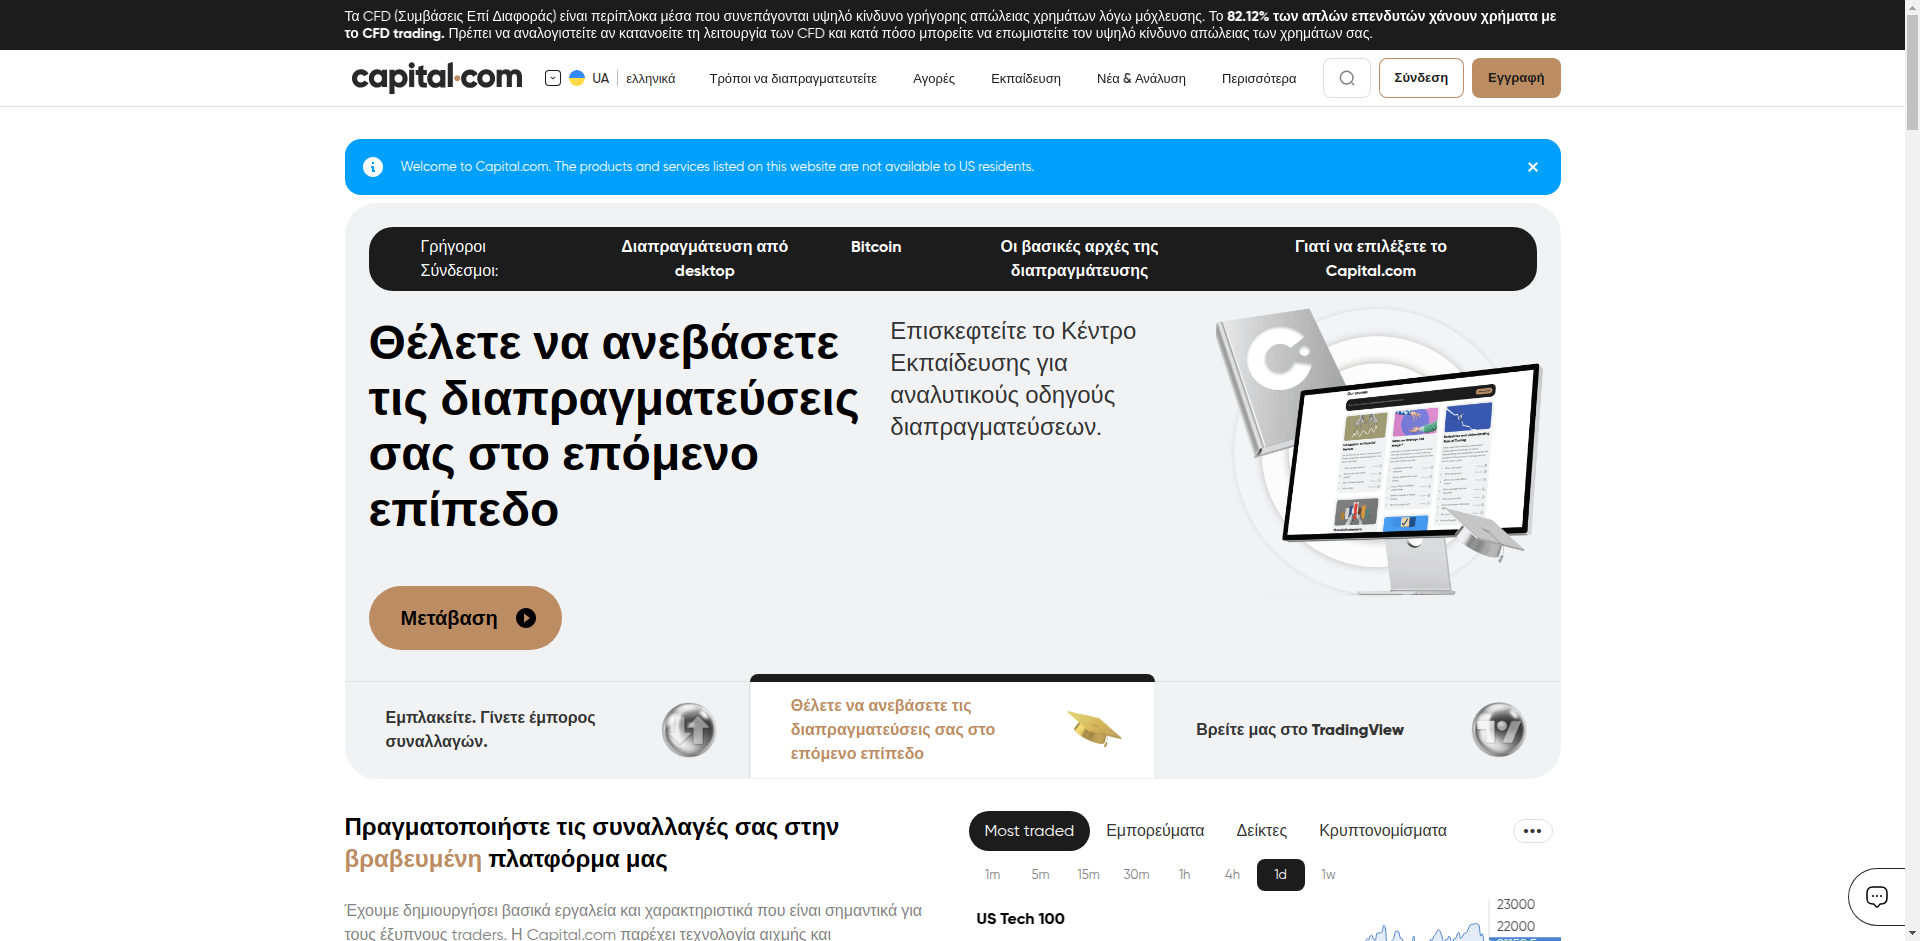 Τα CFD (Συμβάσεις Επί Διαφοράς) είναι περίπλοκα μέσα που συνεπάγονται υψηλό κίνδυνο γρήγορης απώλειας χρημάτων λόγω μόχλευσης. Το 82.12% των απλών επενδυτών χάνουν χρήματα με
το CFD trading. Πρέπει να αναλογιστείτε αν κατανοείτε τη λειτουργία των CFD και κατά πόσο μπορείτε να επωμιστείτε τον υψηλό κίνδυνο απώλειας των χρημάτων σας.
capital.com
UA ελληνικά
Τρόποι να διαπραγματευτείτε
Αγορές
Εκπαίδευση
Νέα & Ανάλυση
Περισσότερα
Σύνδεση
Εγγραφή
Welcome to Capital.com. The products and services listed on this website are not available to US residents.
Γρήγοροι
Σύνδεσμοι:
Διαπραγμάτευση από
desktop
Bitcoin
Οι βασικές αρχές της
διαπραγμάτευσης
Γιατί να επιλέξετε το
Capital.com
Θέλετε να ανεβάσετε
τις διαπραγματεύσεις
σας στο επόμενο
επίπεδο
Επισκεφτείτε το Κέντρο
Εκπαίδευσης για
αναλυτικούς οδηγούς
διαπραγματεύσεων.
Μετάβαση
Εμπλακείτε. Γίνετε έμπορος
συναλλαγών.
Θέλετε να ανεβάσετε τις
διαπραγματεύσεις σας στο
επόμενο επίπεδο
Βρείτε μας στο TradingView
Πραγματοποιήστε τις συναλλαγές σας στην
βραβευμένη πλατφόρμα μας
Έχουμε δημιουργήσει βασικά εργαλεία και χαρακτηριστικά που είναι σημαντικά για
τους έξυπνους traders. Η Capital.com παρέχει τεχνολογία αιχμής και
Most traded
Εμπορεύματα
Δείκτες
Κρυπτονομίσματα
1m
5m
15m
30m
1h
4h
1d
1w
US Tech 100
23000
22000